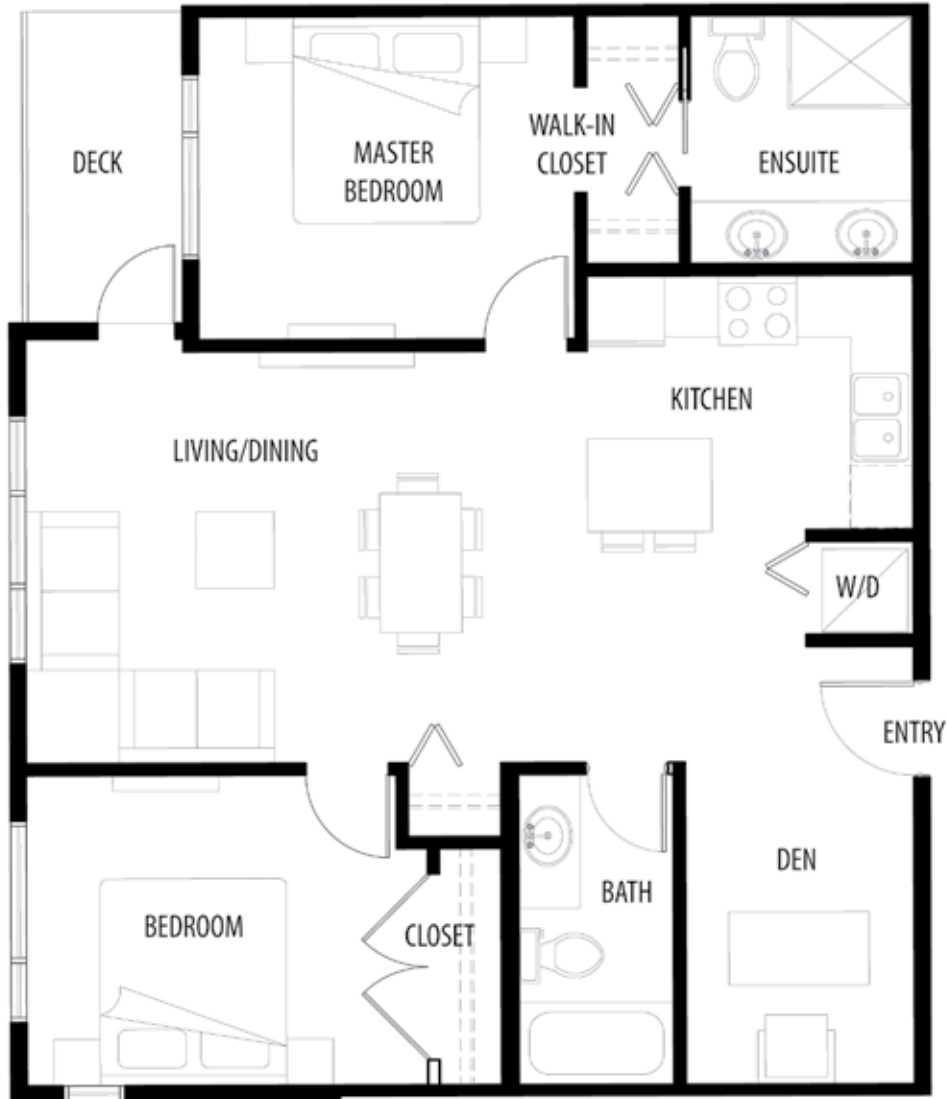 DECK
MASTER
BEDROOM
WALK-IN
CLOSET
ENSUITE
KITCHEN
LIVING/DINING
W/D
ENTRY
DEN
BATH
BEDROOM
CLOSET